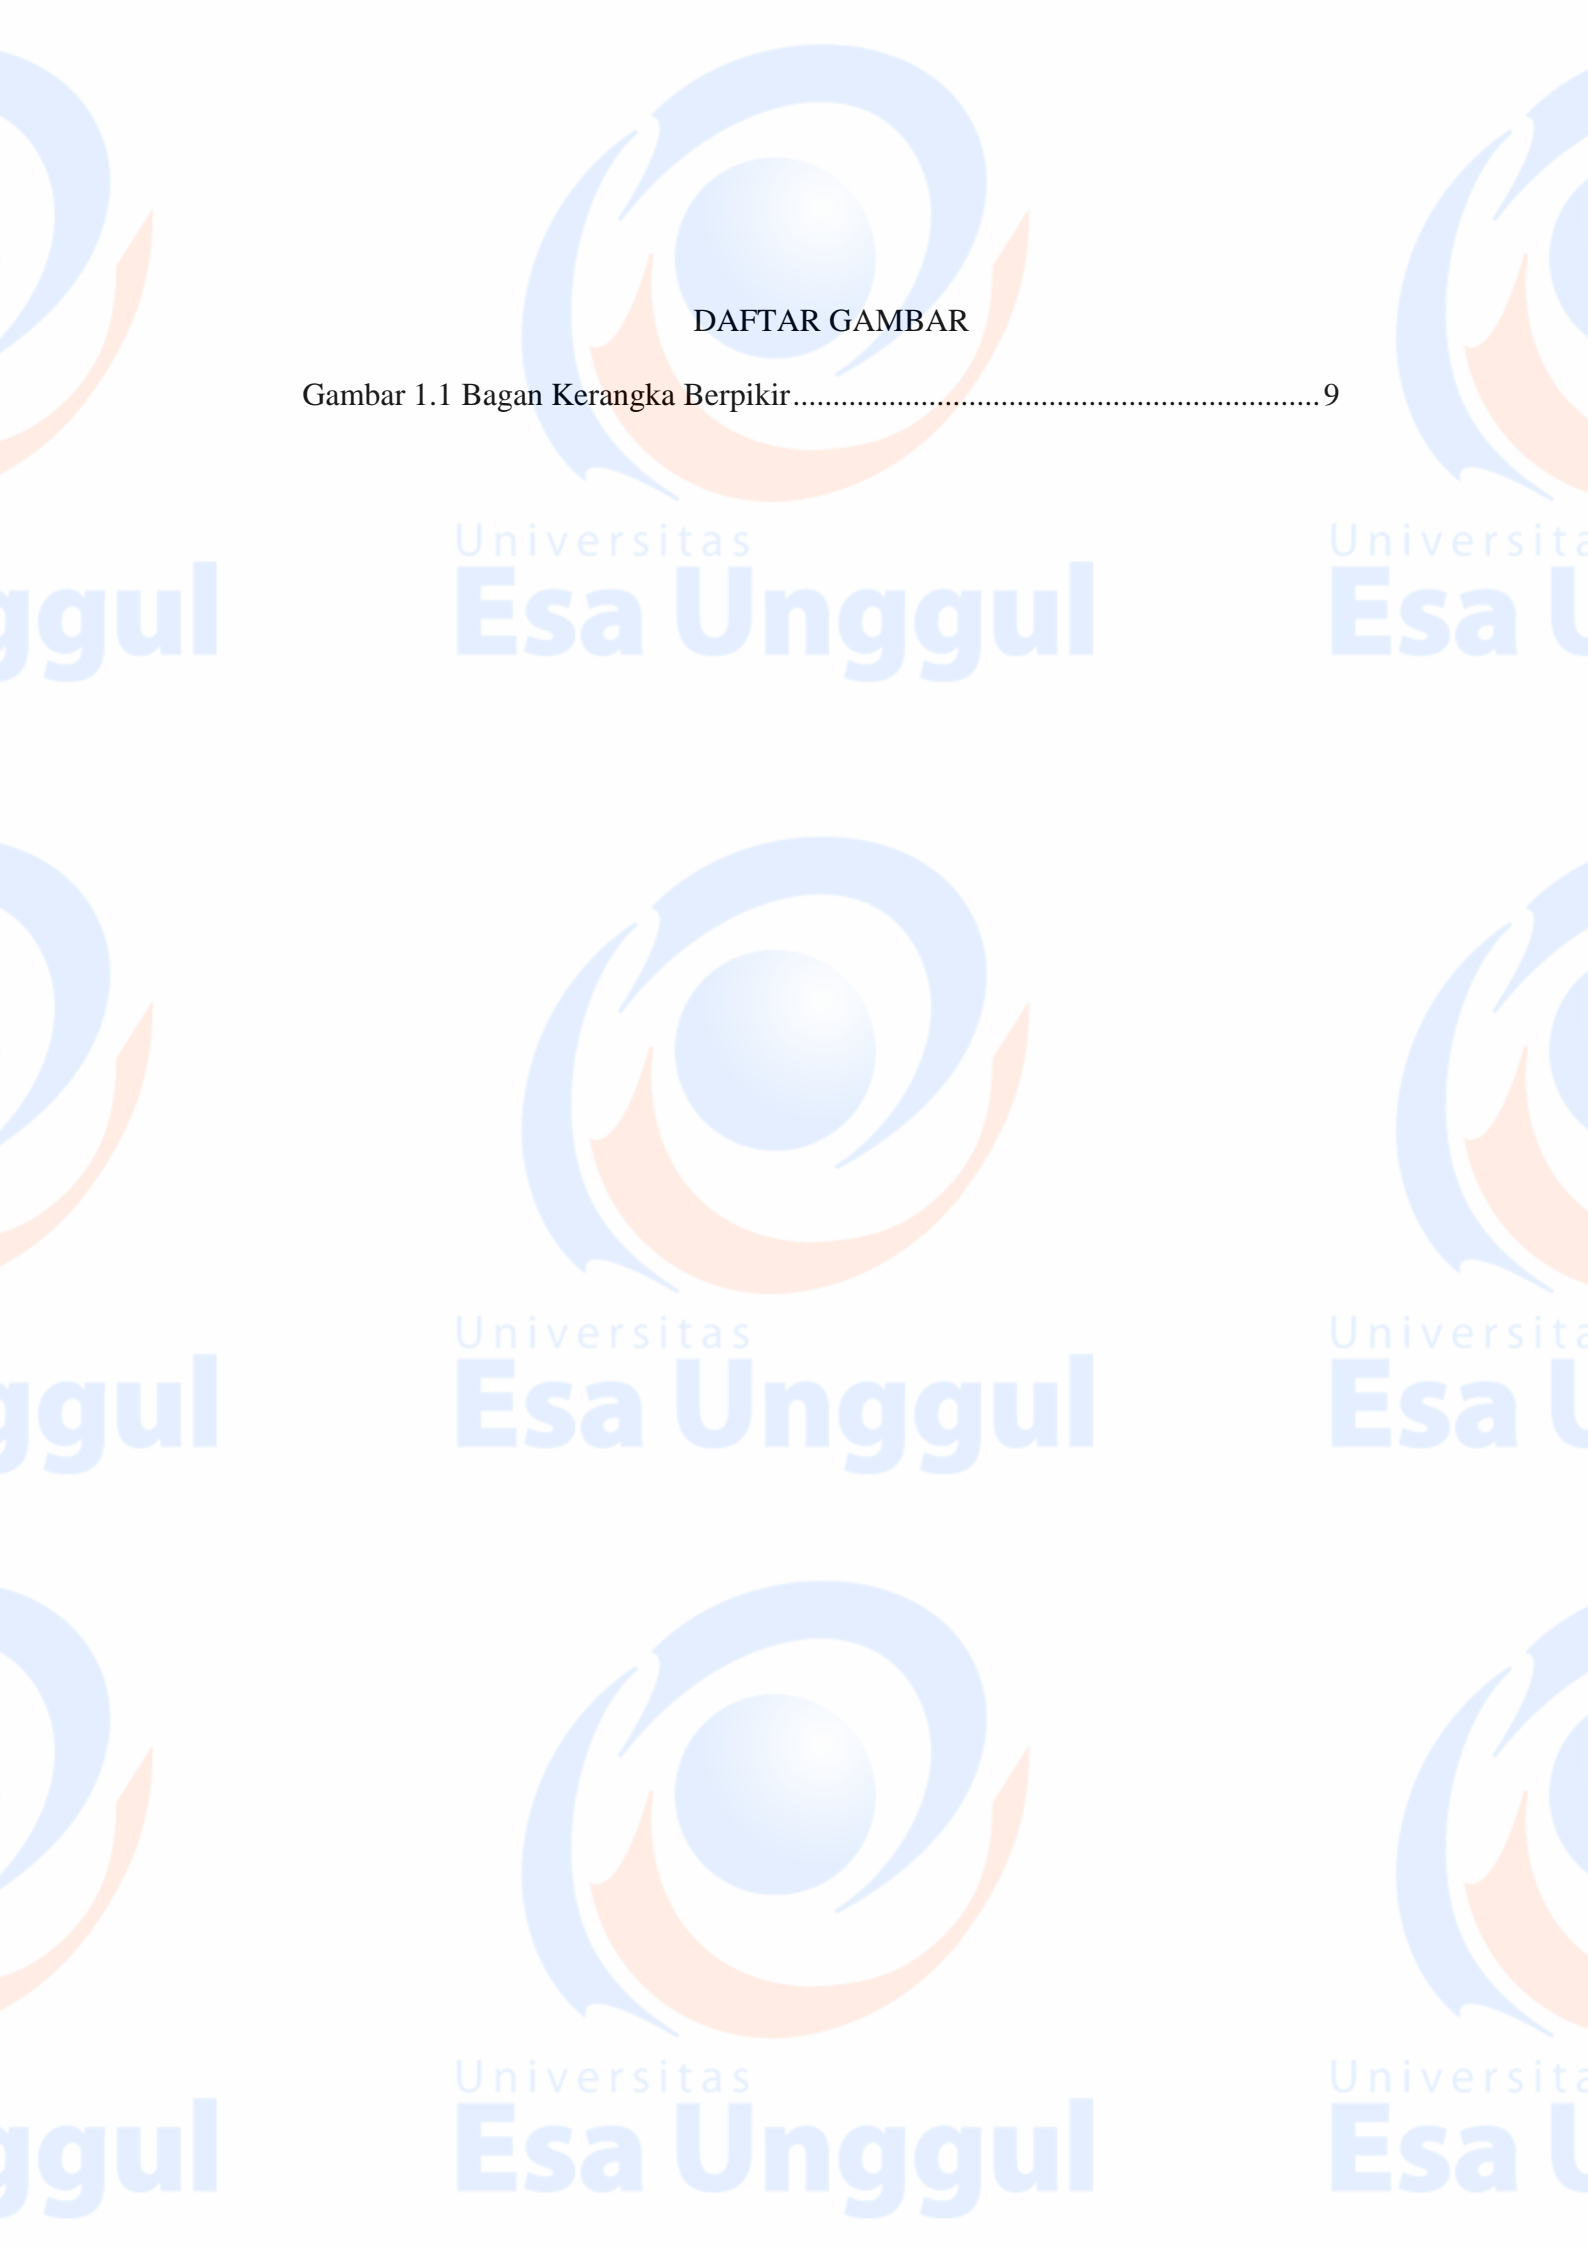 DAFTAR GAMBAR
Gambar 1.1 Bagan Kerangka Berpikir.................................................................. 9
Universitas
Esa Unggul
Universitas
Esa Unggul
Universitas
Esa Unggul